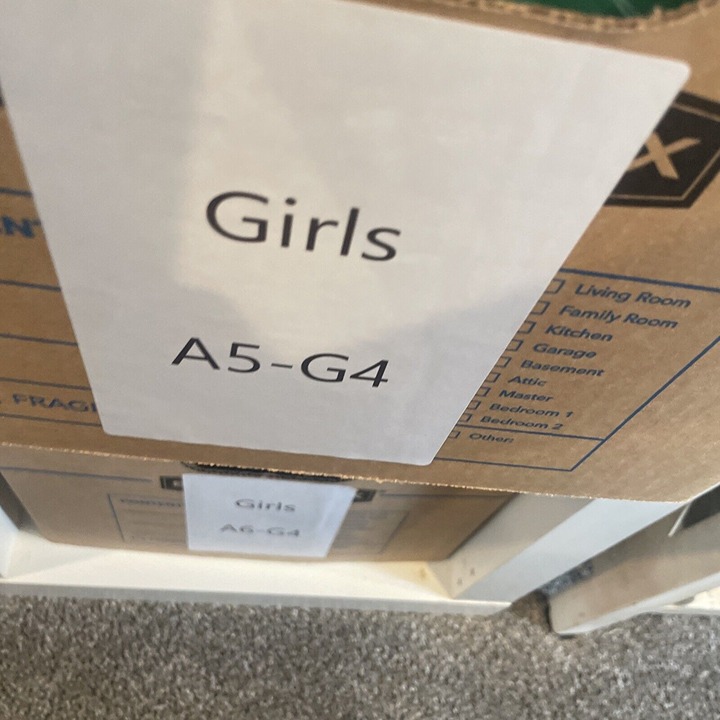 Girls
A5-G4
X
Living Room
Family Room
Kitchen
Garage
Basement
Attic
Master
Bedroom 1
Bedroom 2
Other:
Girls
A6-G4